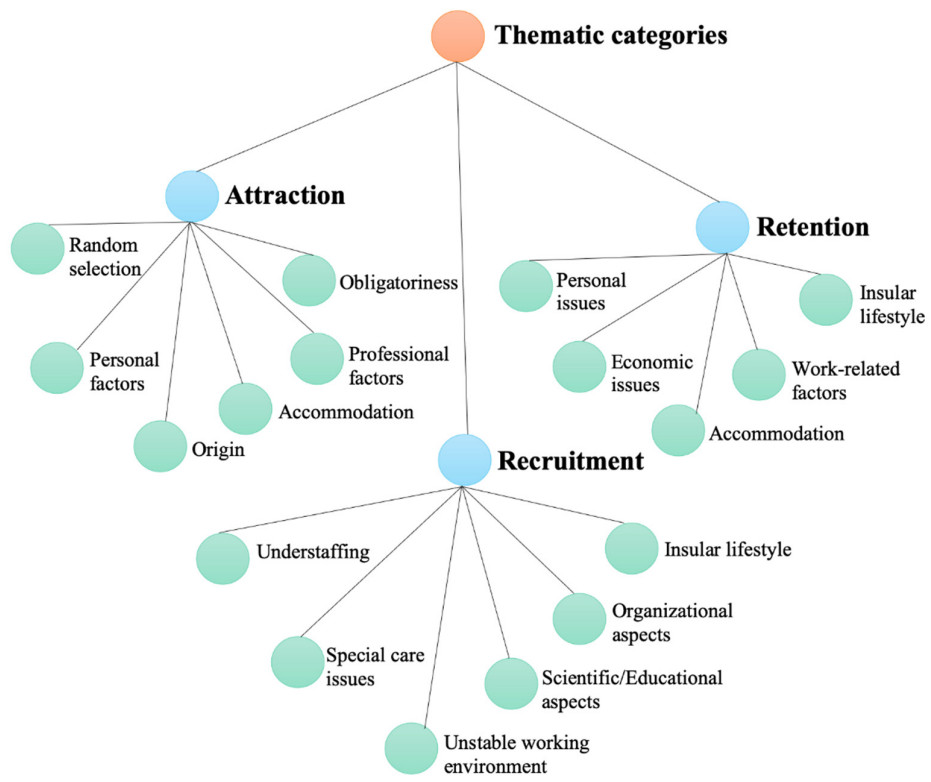 Thematic categories
Attraction
Random
selection
Obligatoriness
Personal
factors
Professional
factors
Accommodation
Origin
Retention
Personal
issues
Insular
lifestyle
Economic
issues
Work-related
factors
Accommodation
Recruitment
Understaffing
Insular lifestyle
Organizational
aspects
Special care
issues
Scientific/Educational
aspects
Unstable working
environment